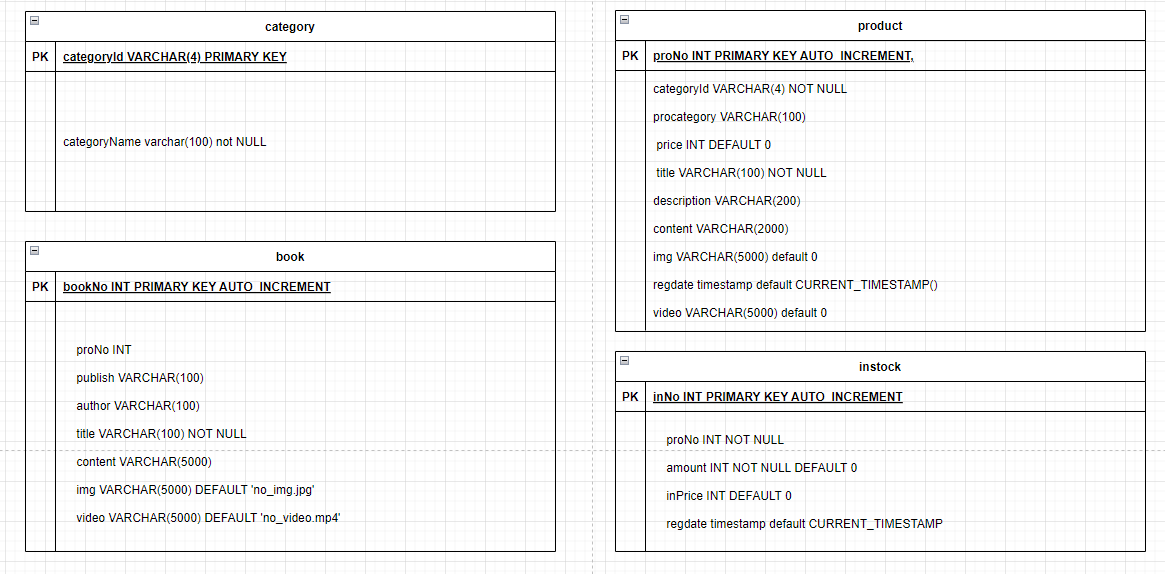 category
PK categoryId VARCHAR(4) PRIMARY KEY
categoryName varchar(100) not NULL
book
PK bookNo INT PRIMARY KEY AUTO_INCREMENT
proNo INT
publish VARCHAR(100)
author VARCHAR(100)
title VARCHAR(100) NOT NULL
content VARCHAR(5000)
img VARCHAR(5000) DEFAULT 'no_img.jpg'
video VARCHAR(5000) DEFAULT 'no_video.mp4'
product
PK proNo INT PRIMARY KEY AUTO_INCREMENT,
categoryId VARCHAR(4) NOT NULL
procategory VARCHAR(100)
price INT DEFAULT 0
title VARCHAR(100) NOT NULL
description VARCHAR(200)
content VARCHAR(2000)
img VARCHAR(5000) default 0
regdate timestamp default CURRENT_TIMESTAMP()
video VARCHAR(5000) default 0
instock
PK inNo INT PRIMARY KEY AUTO_INCREMENT
proNo INT NOT NULL
amount INT NOT NULL DEFAULT 0
inPrice INT DEFAULT 0
regdate timestamp default CURRENT_TIMESTAMP